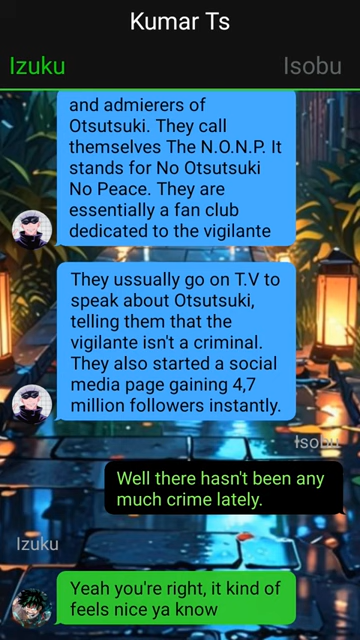 Kumar Ts
Izuku
Isobu
and admierers of
Otsutsuki. They call
themselves The N.O.N.P. It
stands for No Otsutsuki
No Peace. They are
essentially a fan club
dedicated to the vigilante
They ussually go on T.V to
speak about Otsutsuki,
telling them that the
vigilante isn't a criminal.
They also started a social
media page gaining 4,7
million followers instantly.
Isobu
Well there hasn't been any
much crime lately.
Izuku
Yeah you're right, it kind of
feels nice ya know